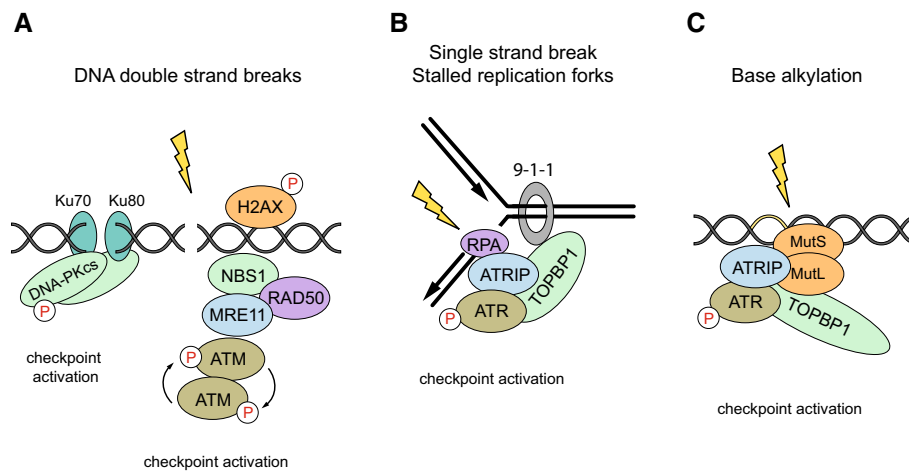 A
DNA double strand breaks
Ku70
Ku80
DNA-PKcs
P
checkpoint
activation
P
H2AX
NBS1
RAD50
MRE11
P
ATM
ATM
P
checkpoint activation
B
Single strand break
Stalled replication forks
9-1-1
RPA
ATRIP
TOPBP1
ATR
P
checkpoint activation
C
Base alkylation
MutS
ATRIP
MutL
ATR
P
TOPBP1
checkpoint activation